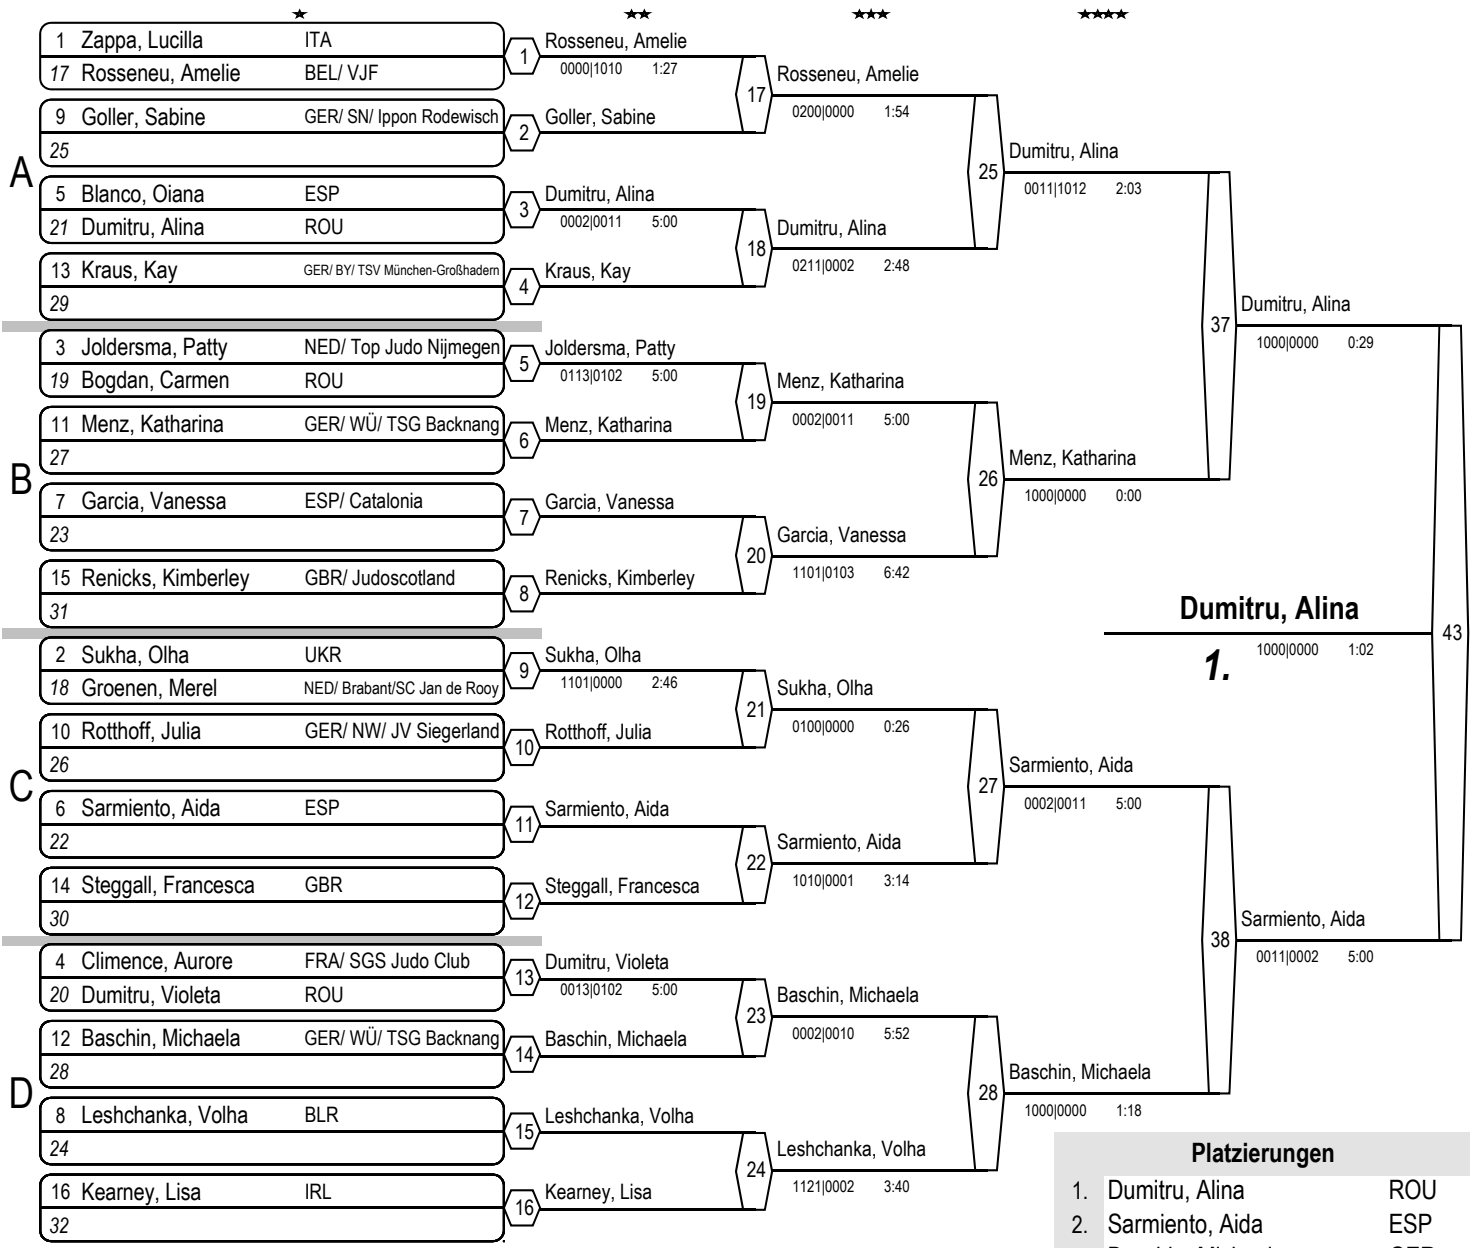 ★ ★★ ★★★ ★★★★
1 Zappa, Lucilla ITA
17 Rosseneu, Amelie BEL/ VJF
9 Goller, Sabine GER/ SN/ Ippon Rodewisch
25
A
5 Blanco, Oiana ESP
21 Dumitru, Alina ROU
13 Kraus, Kay GER/ BY/ TSV München-Großhadern
29
3 Joldersma, Patty NED/ Top Judo Nijmegen
19 Bogdan, Carmen ROU
11 Menz, Katharina GER/ WÜ/ TSG Backnang
27
B
7 Garcia, Vanessa ESP/ Catalonia
23
15 Renicks, Kimberley GBR/ Judoscotland
31
2 Sukha, Olha UKR
18 Groenen, Merel NED/ Brabant/SC Jan de Rooy
10 Rotthoff, Julia GER/ NW/ JV Siegerland
26
C
6 Sarmiento, Aida ESP
22
14 Steggall, Francesca GBR
30
4 Climence, Aurore FRA/ SGS Judo Club
20 Dumitru, Violeta ROU
12 Baschin, Michaela GER/ WÜ/ TSG Backnang
28
D
8 Leshchanka, Volha BLR
24
16 Kearney, Lisa IRL
32
1 Rosseneu, Amelie
0000|1010 1:27
2 Goller, Sabine
3 Dumitru, Alina
0002|0011 5:00
4 Kraus, Kay
5 Joldersma, Patty
0113|0102 5:00
6 Menz, Katharina
7 Garcia, Vanessa
8 Renicks, Kimberley
9 Sukha, Olha
1101|0000 2:46
10 Rotthoff, Julia
11 Sarmiento, Aida
12 Steggall, Francesca
13 Dumitru, Violeta
0013|0102 5:00
14 Baschin, Michaela
15 Leshchanka, Volha
16 Kearney, Lisa
17 Rosseneu, Amelie
0200|0000 1:54
18 Dumitru, Alina
0211|0002 2:48
19 Menz, Katharina
0002|0011 5:00
20 Garcia, Vanessa
1101|0103 6:42
21 Sukha, Olha
0100|0000 0:26
22 Sarmiento, Aida
1010|0001 3:14
23 Baschin, Michaela
0002|0010 5:52
24 Leshchanka, Volha
1121|0002 3:40
25 Dumitru, Alina
0011|1012 2:03
26 Menz, Katharina
1000|0000 0:00
27 Sarmiento, Aida
0002|0011 5:00
28 Baschin, Michaela
1000|0000 1:18
37 Dumitru, Alina
1000|0000 0:29
38 Sarmiento, Aida
0011|0002 5:00
Dumitru, Alina 43
1. 1000|0000 1:02
Platzierungen
1. Dumitru, Alina ROU
2. Sarmiento, Aida ESP